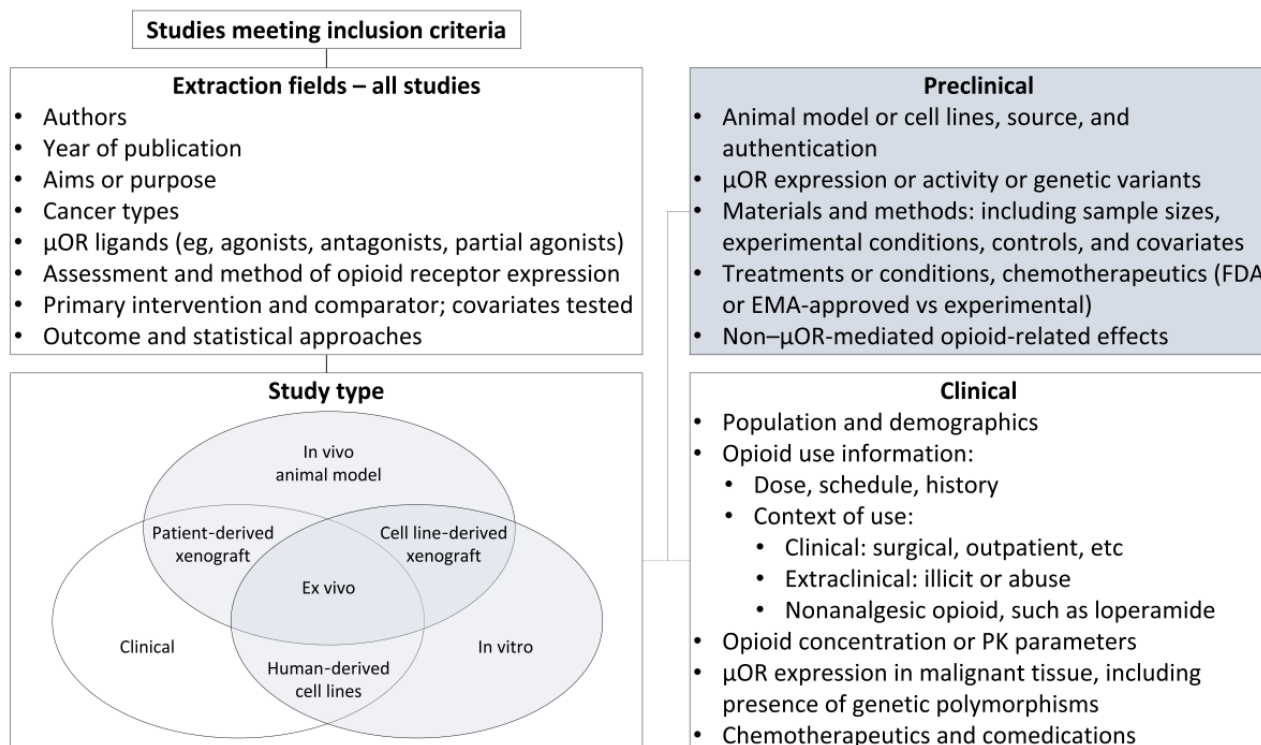 Studies meeting inclusion criteria
Extraction fields – all studies
• Authors
• Year of publication
• Aims or purpose
• Cancer types
• µOR ligands (eg, agonists, antagonists, partial agonists)
• Assessment and method of opioid receptor expression
• Primary intervention and comparator; covariates tested
• Outcome and statistical approaches
Study type
In vivo
animal model
Patient-derived
xenograft
Cell line-derived
xenograft
Ex vivo
Clinical
In vitro
Human-derived
cell lines
Preclinical
• Animal model or cell lines, source, and
authentication
• µOR expression or activity or genetic variants
• Materials and methods: including sample sizes,
experimental conditions, controls, and covariates
• Treatments or conditions, chemotherapeutics (FDA
or EMA-approved vs experimental)
• Non–µOR-mediated opioid-related effects
Clinical
• Population and demographics
• Opioid use information:
• Dose, schedule, history
• Context of use:
• Clinical: surgical, outpatient, etc
• Extraclinical: illicit or abuse
• Nonanalgesic opioid, such as loperamide
• Opioid concentration or PK parameters
• µOR expression in malignant tissue, including
presence of genetic polymorphisms
• Chemotherapeutics and comedications